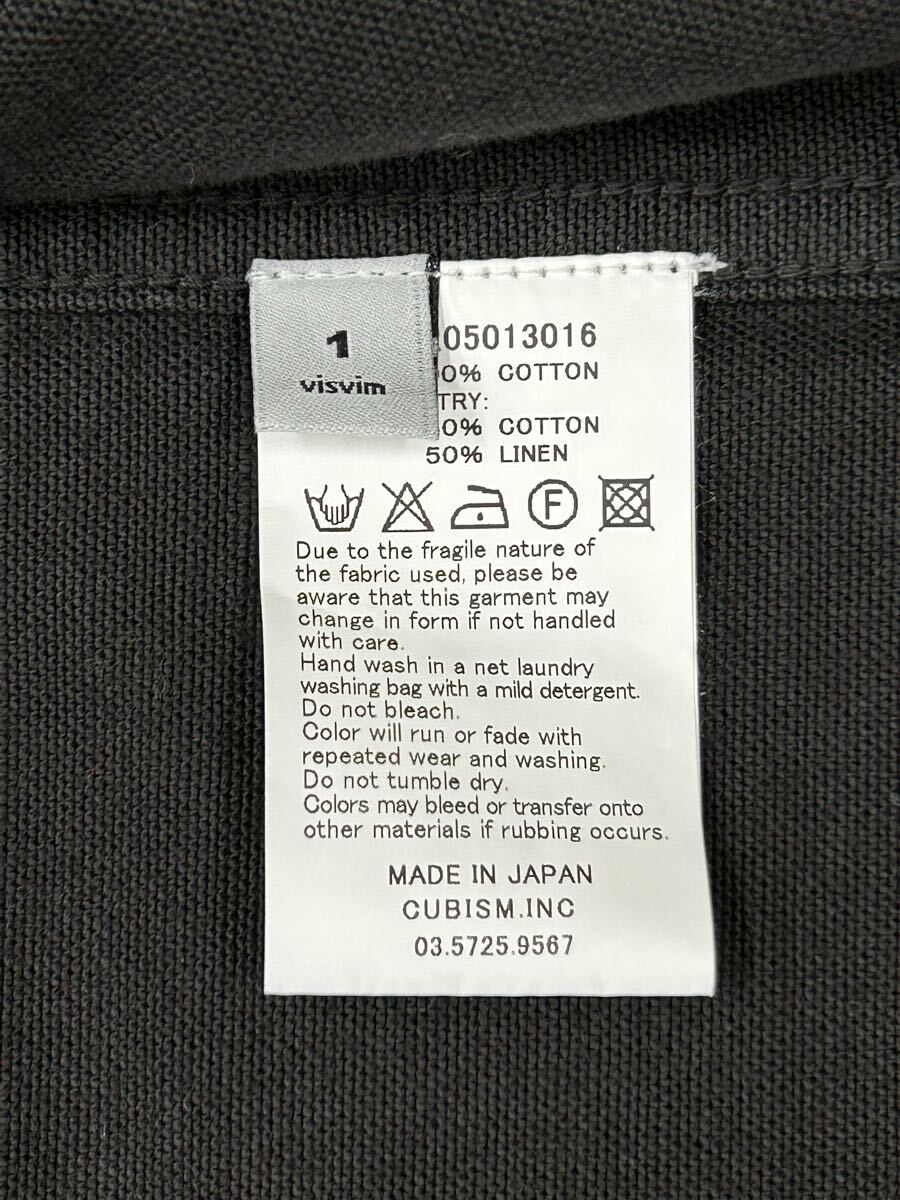 1
visvim
05013016
0% COTTON
TRY:
0% COTTON
50% LINEN
F
Due to the fragile nature of
the fabric used, please be
aware that this garment may
change in form if not handled
with care.
Hand wash in a net laundry
washing bag with a mild detergent.
Do not bleach.
Color will run or fade with
repeated wear and washing.
Do not tumble dry.
Colors may bleed or transfer onto
other materials if rubbing occurs.
MADE IN JAPAN
CUBISM.INC
03.5725.9567